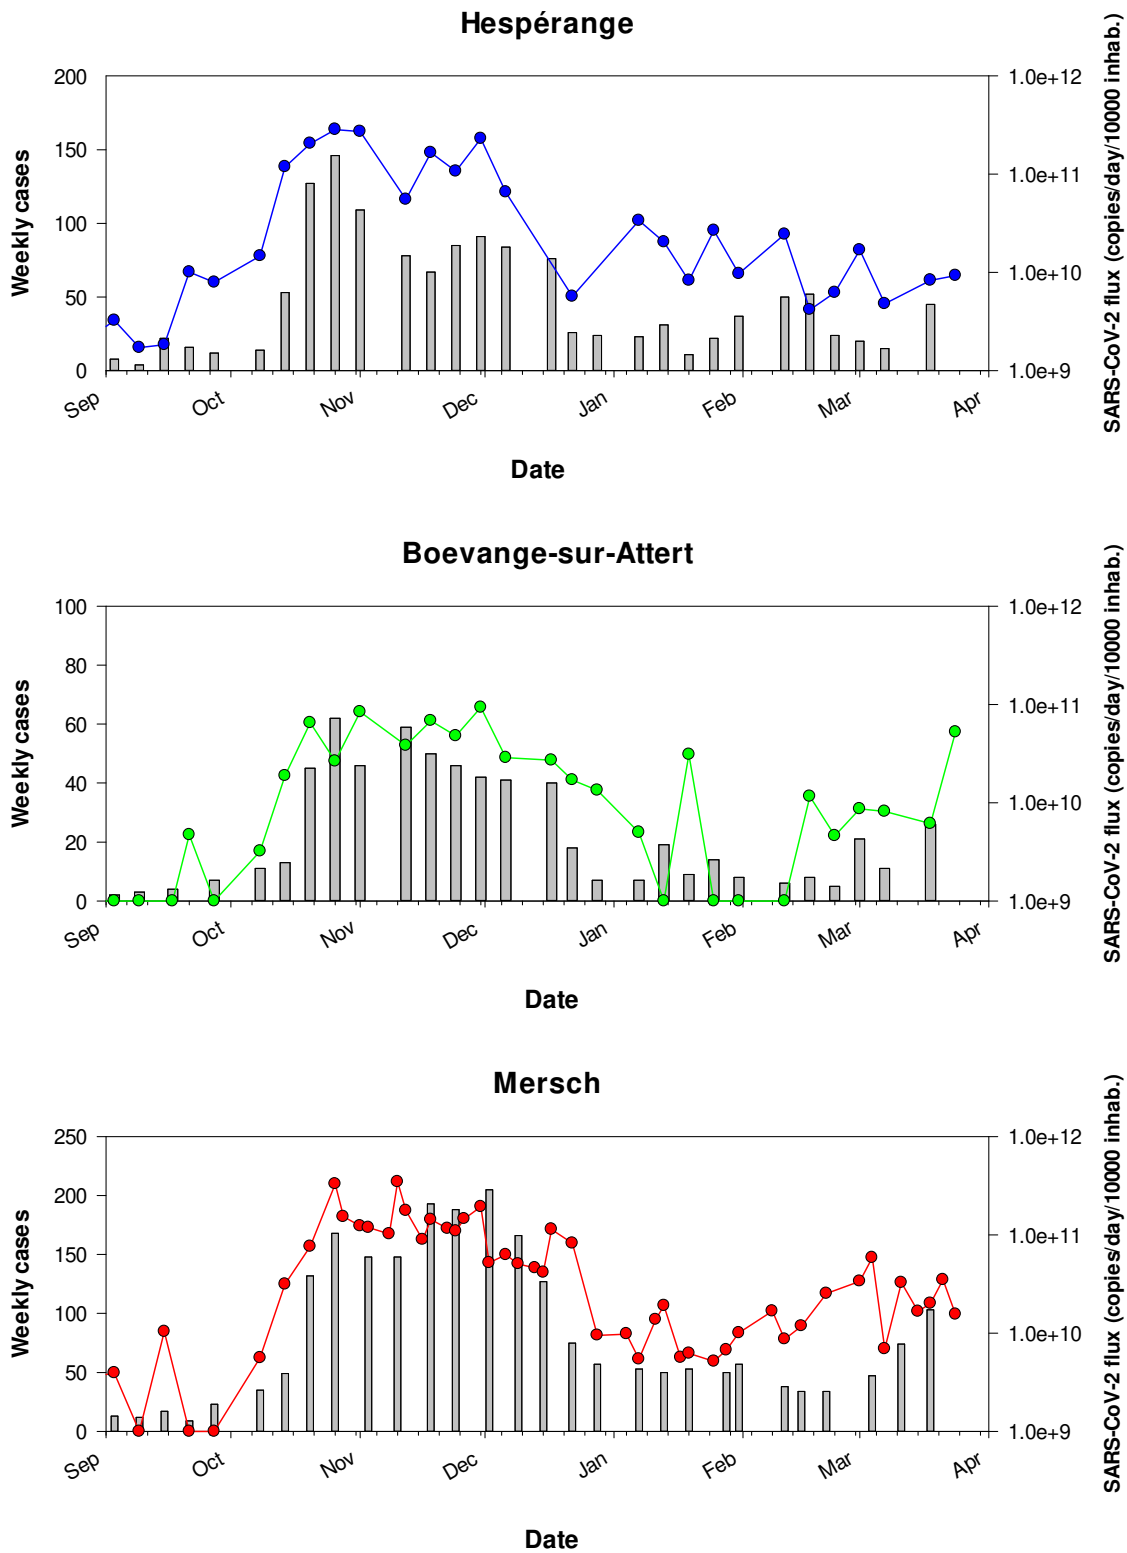 Hespérange
200
150
100
50
0
Weekly cases
1.0e+12
1.0e+11
1.0e+10
1.0e+9
SARS-CoV-2 flux (copies/day/10000 inhab.)
Sep Oct Nov Dec Jan Feb Mar Apr
Date
Boevange-sur-Attert
100
80
60
40
20
0
Weekly cases
1.0e+12
1.0e+11
1.0e+10
1.0e+9
SARS-CoV-2 flux (copies/day/10000 inhab.)
Sep Oct Nov Dec Jan Feb Mar Apr
Date
Mersch
250
200
150
100
50
0
Weekly cases
1.0e+12
1.0e+11
1.0e+10
1.0e+9
SARS-CoV-2 flux (copies/day/10000 inhab.)
Sep Oct Nov Dec Jan Feb Mar Apr
Date